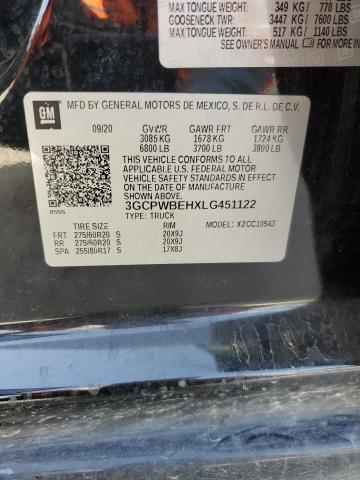 MAX TONGUE WEIGHT: 349 KG/ 770 LBS
GOOSENECK TWR: 3447 KG/ 7600 LBS
MAX TONGUE WEIGHT: 517 KG/ 1140 LBS
SEE OWNER'S MANUAL FOR MORE IN
GM
MFD BY GENERAL MOTORS DE MEXICO, S. DE R.L. DE C.V.
09/20 GVWR GAWR FRT GAWR RR
3085 KG 1678 KG 1724 KG
6800 LB 3700 LB 3800 LB
THIS VEHICLE CONFORMS TO ALL
APPLICABLE U.S. FEDERAL MOTOR
VEHICLE SAFETY STANDARDS IN
EFFECT ON THE DATE OF
MANUFACTURE SHOWN ABOVE.
3GCPWBEHXLG451122
8555 TYPE: TRUCK
TIRE SIZE RIM MODEL: X2CC10543
FRT 275/60R20 S 20X9J
RR 275/60R20 S 20X9J
SPA 255/80R17 S 17X8J